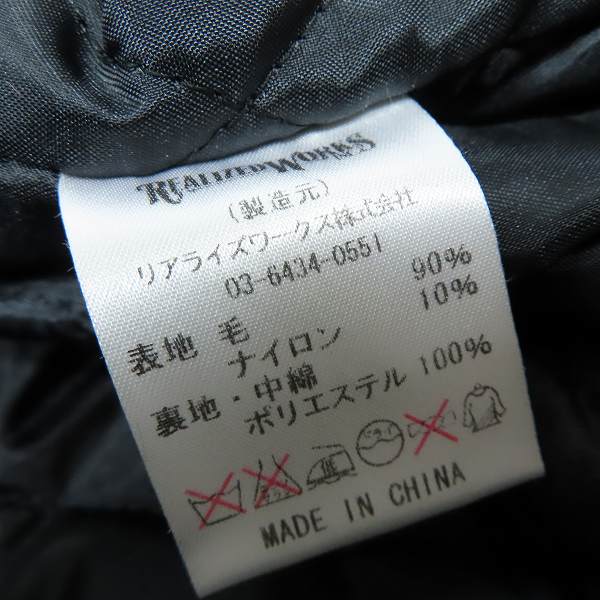 REALIZEDWORKS
(製造元)
リアライズワークス株式会社
03-6434-0551
表地 毛 90%
ナイロン 10%
裏地・中綿
ポリエステル 100%
MADE IN CHINA